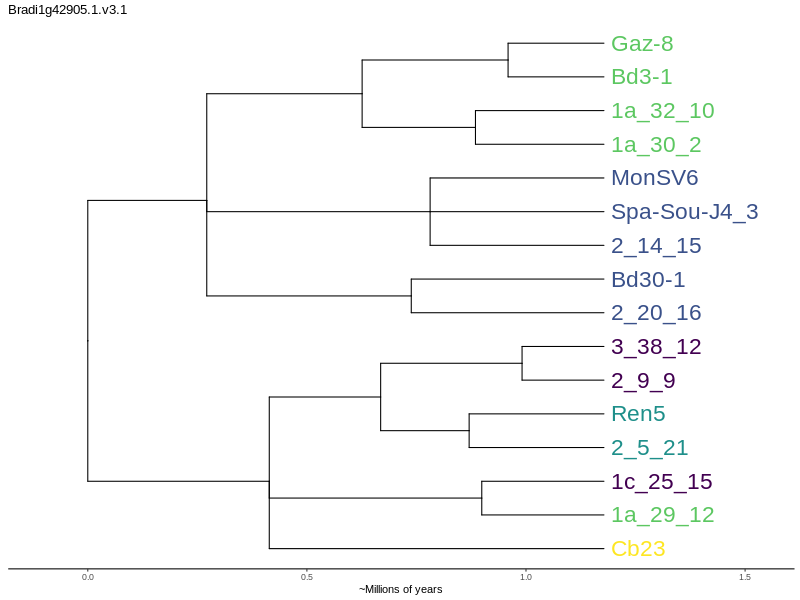 Bradi1g42905.1.v3.1
Gaz-8
Bd3-1
1a_32_10
1a_30_2
MonSV6
Spa-Sou-J4_3
2_14_15
Bd30-1
2_20_16
3_38_12
2_9_9
Ren5
2_5_21
1c_25_15
1a_29_12
Cb23
0.0 0.5 1.0 1.5
~Millions of years